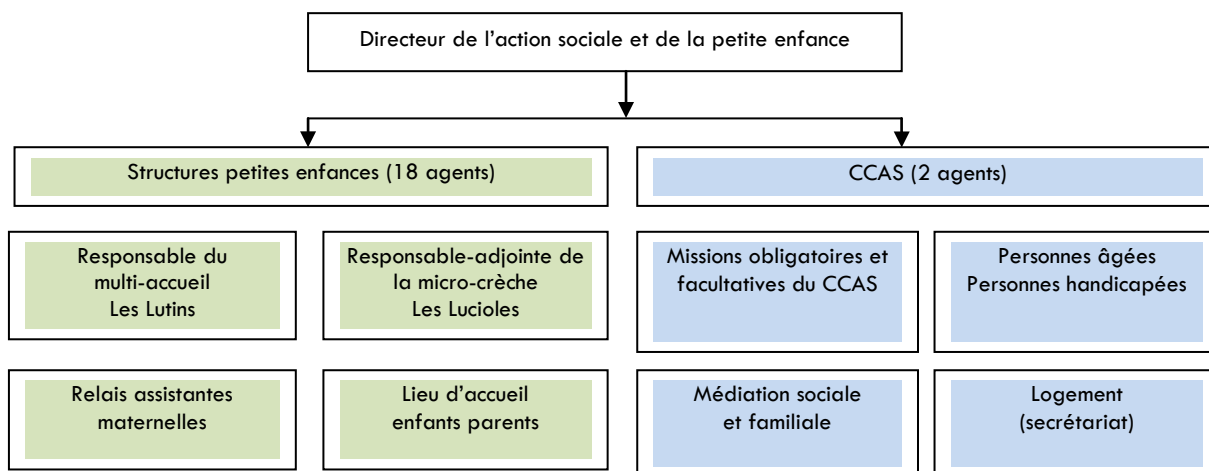 Directeur de l'action sociale et de la petite enfance
Structures petites enfances (18 agents)
CCAS (2 agents)
Responsable du
multi-accueil
Les Lutins
Responsable-adjointe de
la micro-crèche
Les Lucioles
Missions obligatoires et
facultatives du CCAS
Personnes âgées
Personnes handicapées
Relais assistantes
maternelles
Lieu d'accueil
enfants parents
Médiation sociale
et familiale
Logement
(secrétariat)